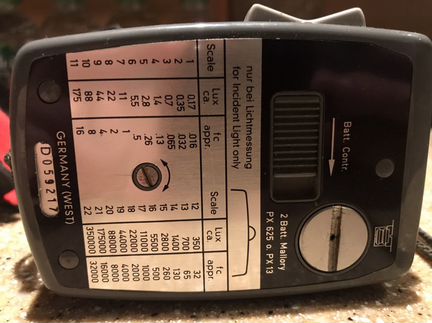 Batt. Contr.
2 Batt. Mallory
PX 625 o. PX 13
nur bei Lichtmessung
for Incident Light only
Scale Lux ca. fc appr. Scale Lux ca. fc appr.
1 0.17 .016 12 350 32
2 0.35 .032 13 700 65
3 0.7 .065 14 1400 130
4 1.4 .13 15 2800 260
5 2.8 .26 16 5500 500
6 5.5 .5 17 11000 1000
7 11 1 18 22000 2000
8 22 2 19 44000 4000
9 44 4 20 88000 8000
10 88 8 21 175000 16000
11 175 16 22 350000 32000
GERMANY (WEST)
D059217